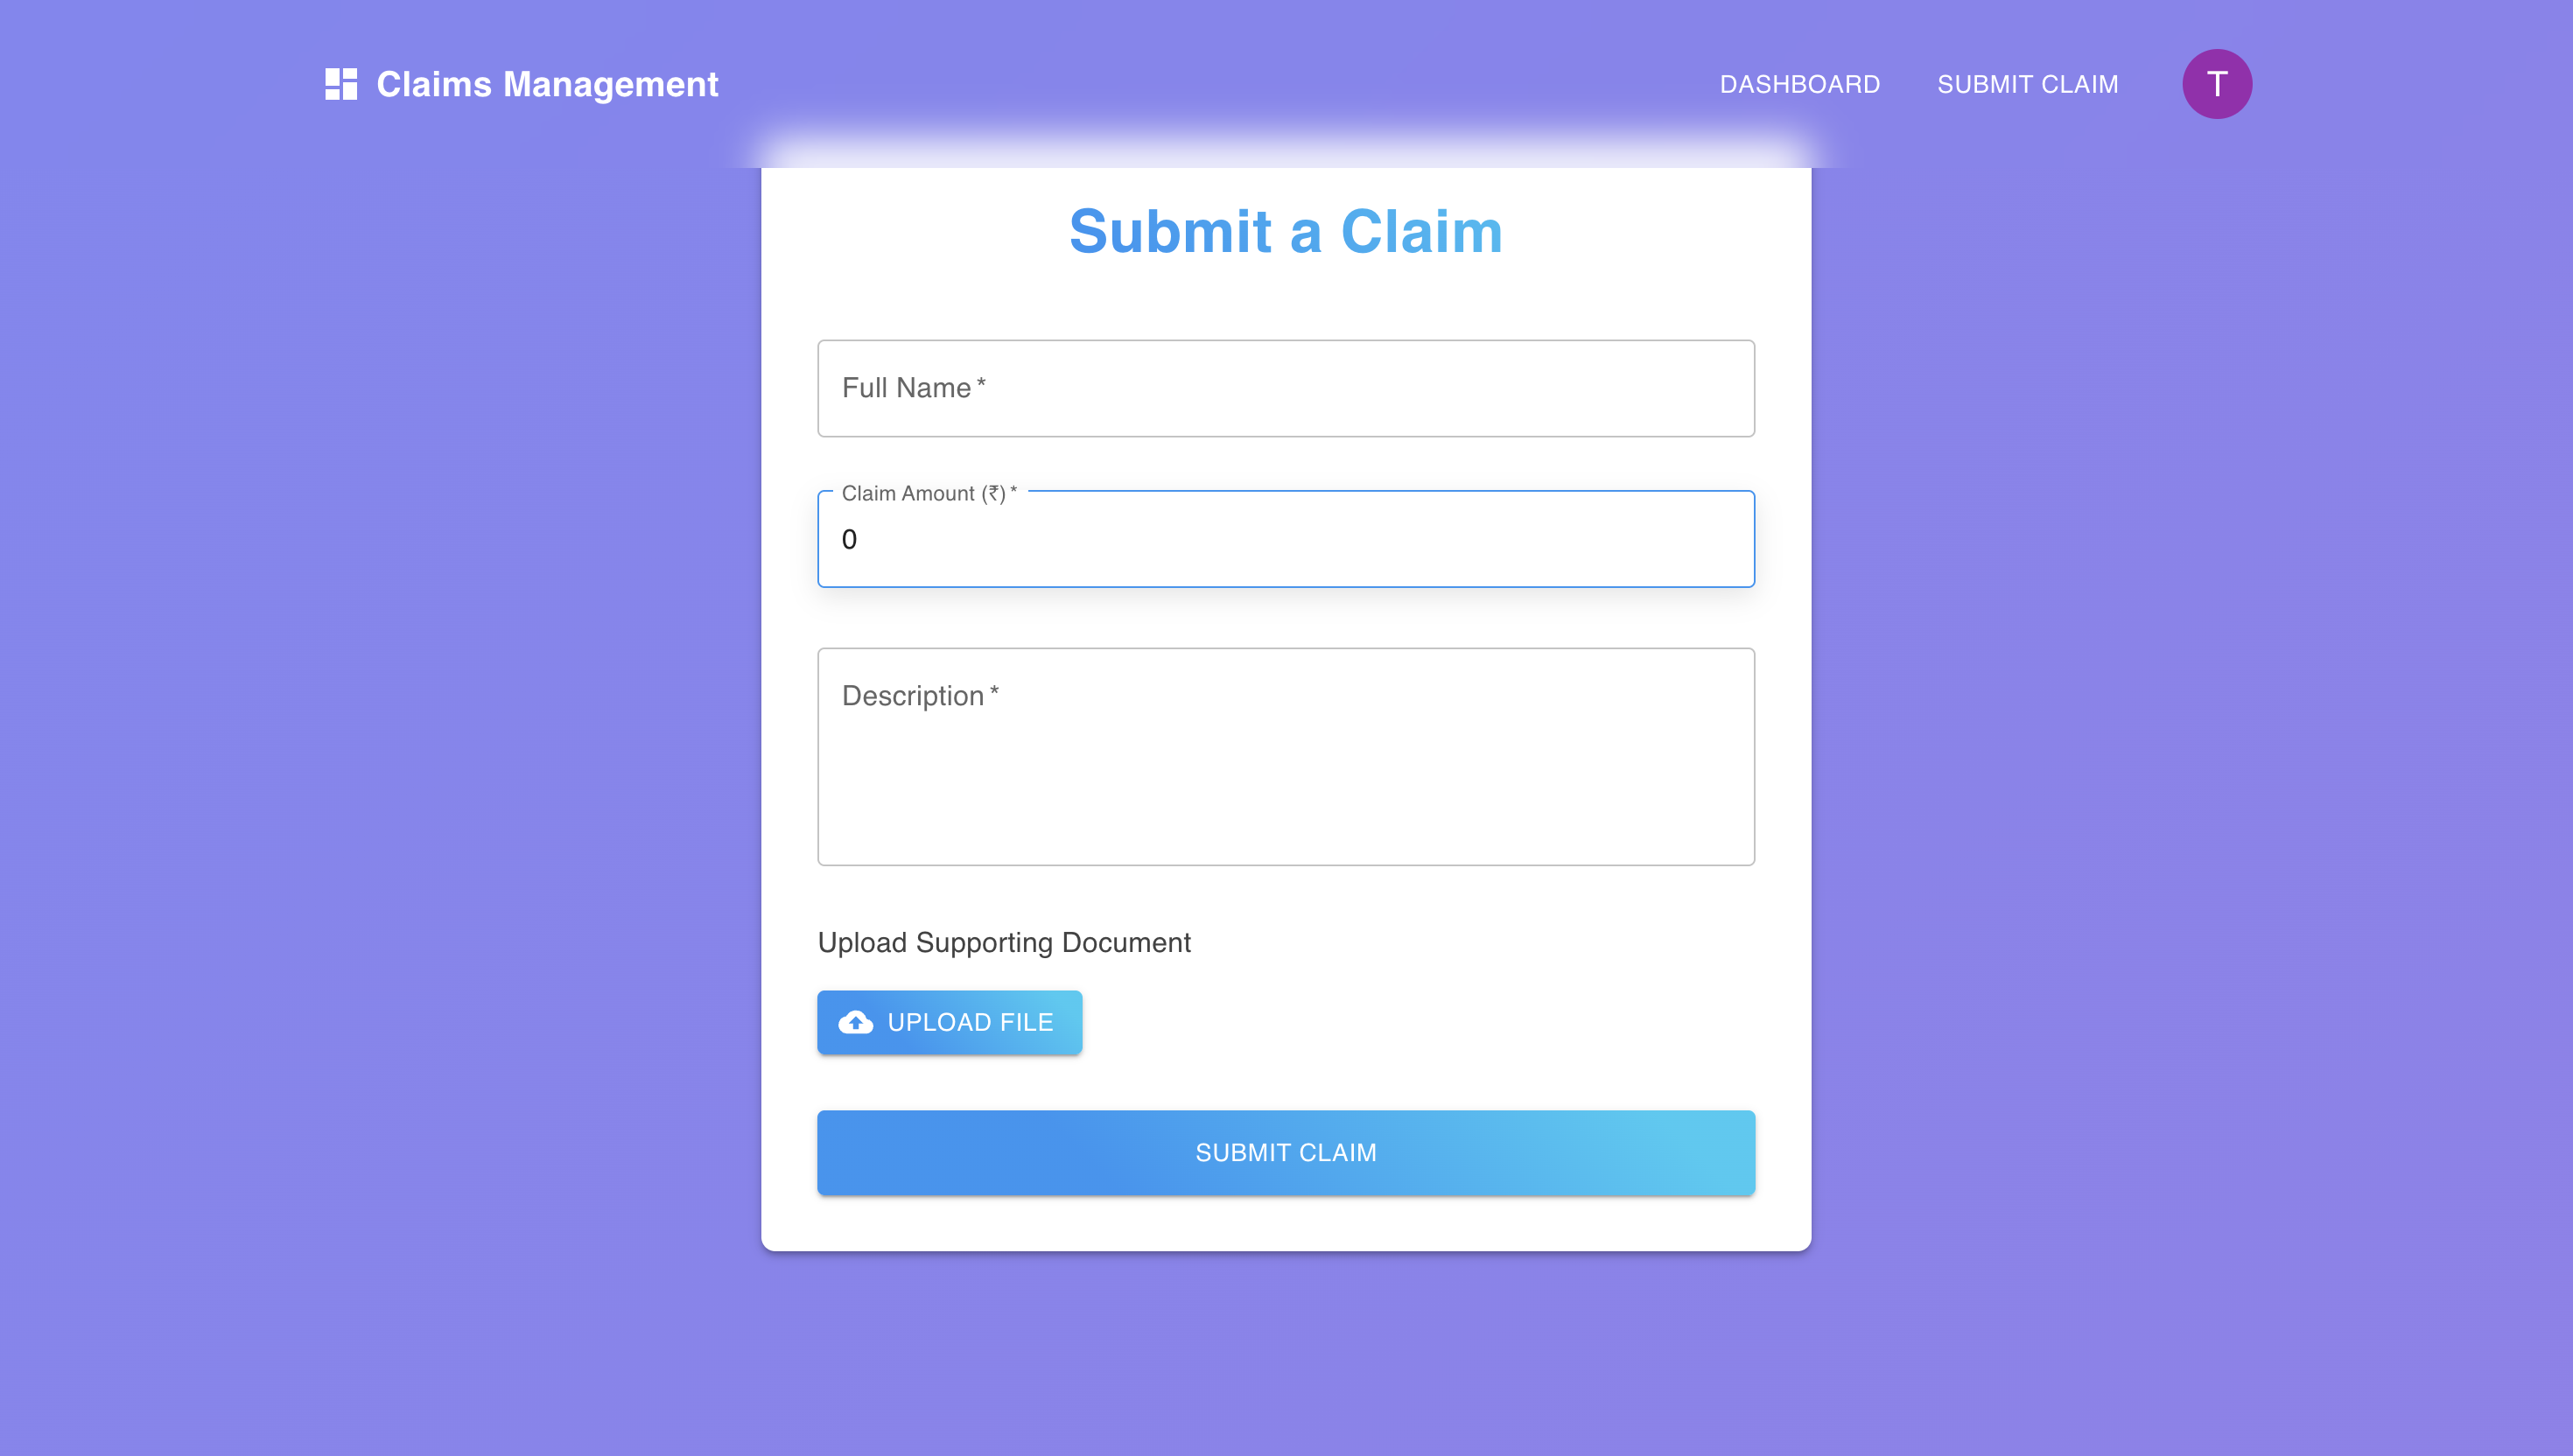 Claims Management
DASHBOARD
SUBMIT CLAIM
T
Submit a Claim
Full Name *
Claim Amount (₹) *
0
Description *
Upload Supporting Document
UPLOAD FILE
SUBMIT CLAIM